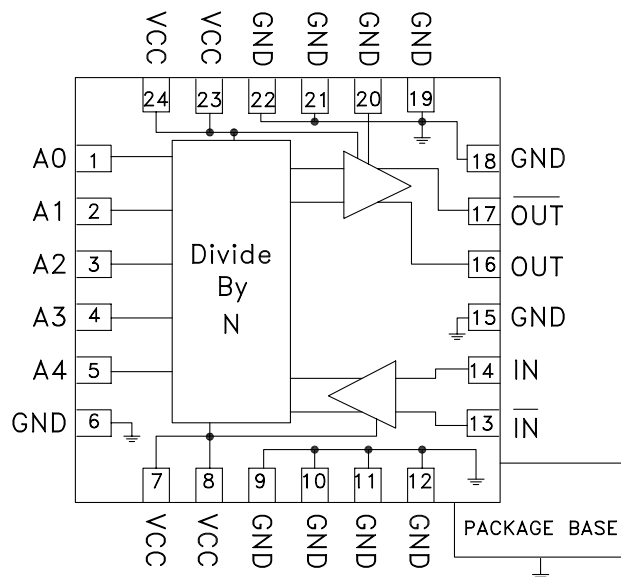 VCC VCC GND GND GND GND
24 23 22 21 20 19
A0 1 18 GND
A1 2 17 O̅U̅T̅
A2 3 16 OUT
A3 4 15 GND
A4 5 14 IN
GND 6 13 I̅N̅
Divide
By
N
7 8 9 10 11 12
VCC VCC GND GND GND GND
PACKAGE BASE